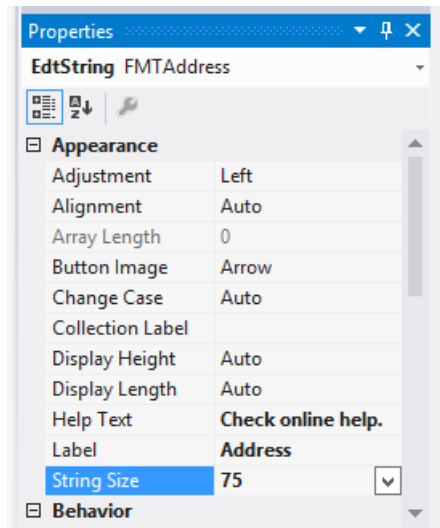 Properties
EdtString FMTAddress
Appearance
Adjustment Left
Alignment Auto
Array Length 0
Button Image Arrow
Change Case Auto
Collection Label
Display Height Auto
Display Length Auto
Help Text Check online help.
Label Address
String Size 75
Behavior